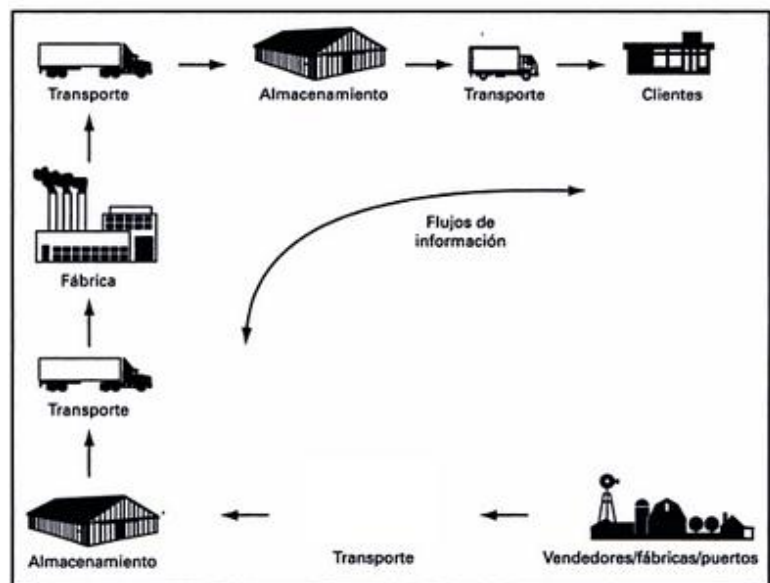 Transporte
Almacenamiento
Transporte
Clientes
Flujos de
información
Fábrica
Transporte
Almacenamiento
Transporte
Vendedores/fábricas/puertos